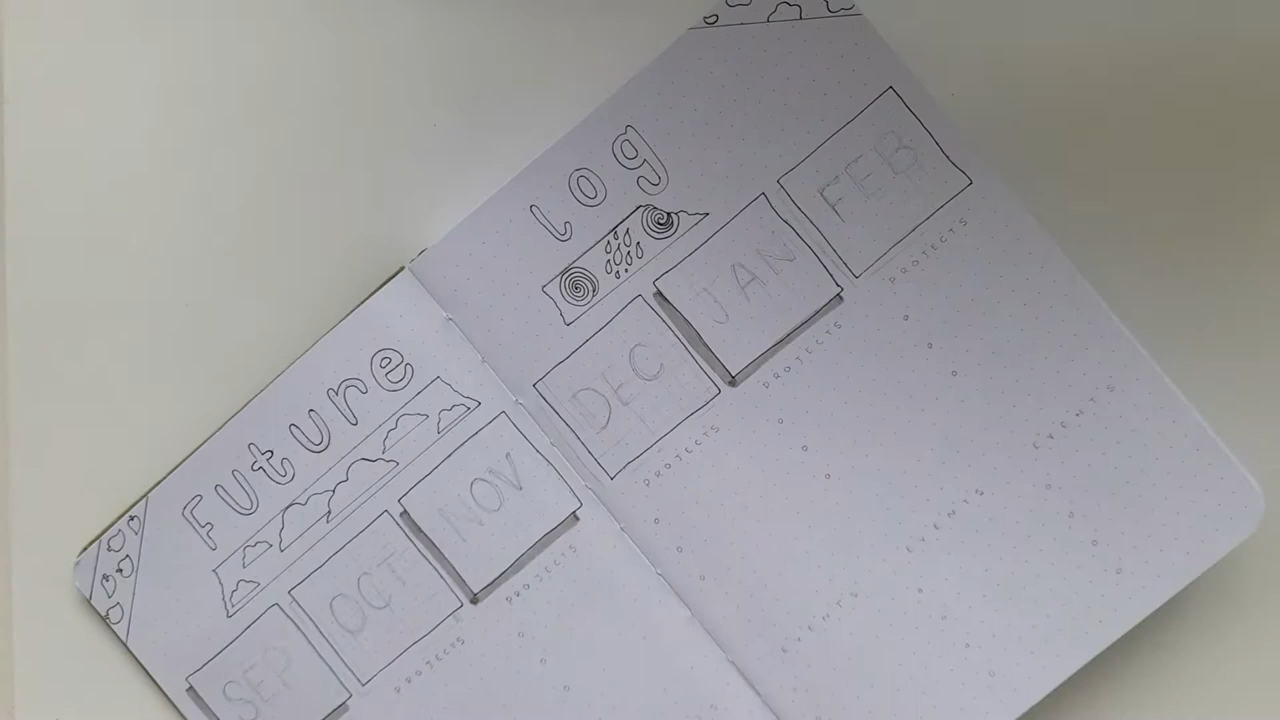 Future log
SEP OCT NOV DEC JAN FEB
PROJECTS PROJECTS PROJECTS PROJECTS PROJECTS
EVENTS EVENTS EVENTS